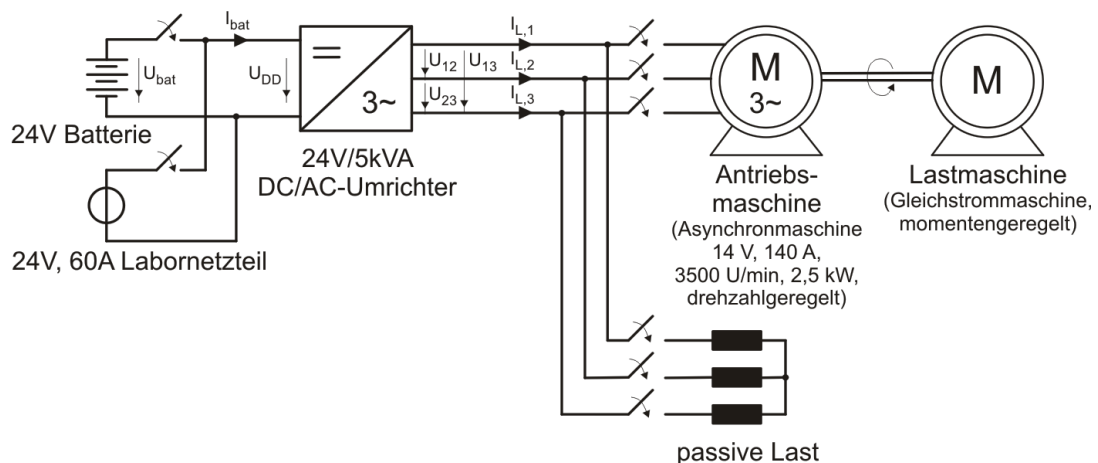 I_bat
I_L,1
U_bat
U_DD
U_12
U_13
I_L,2
M
M
3~
U_23
I_L,3
3~
24V Batterie
24V/5kVA
DC/AC-Umrichter
Antriebs-
maschine
(Asynchronmaschine
14 V, 140 A,
3500 U/min, 2,5 kW,
drehzahlgeregelt)
Lastmaschine
(Gleichstrommaschine,
momentengeregelt)
24V, 60A Labornetzteil
passive Last